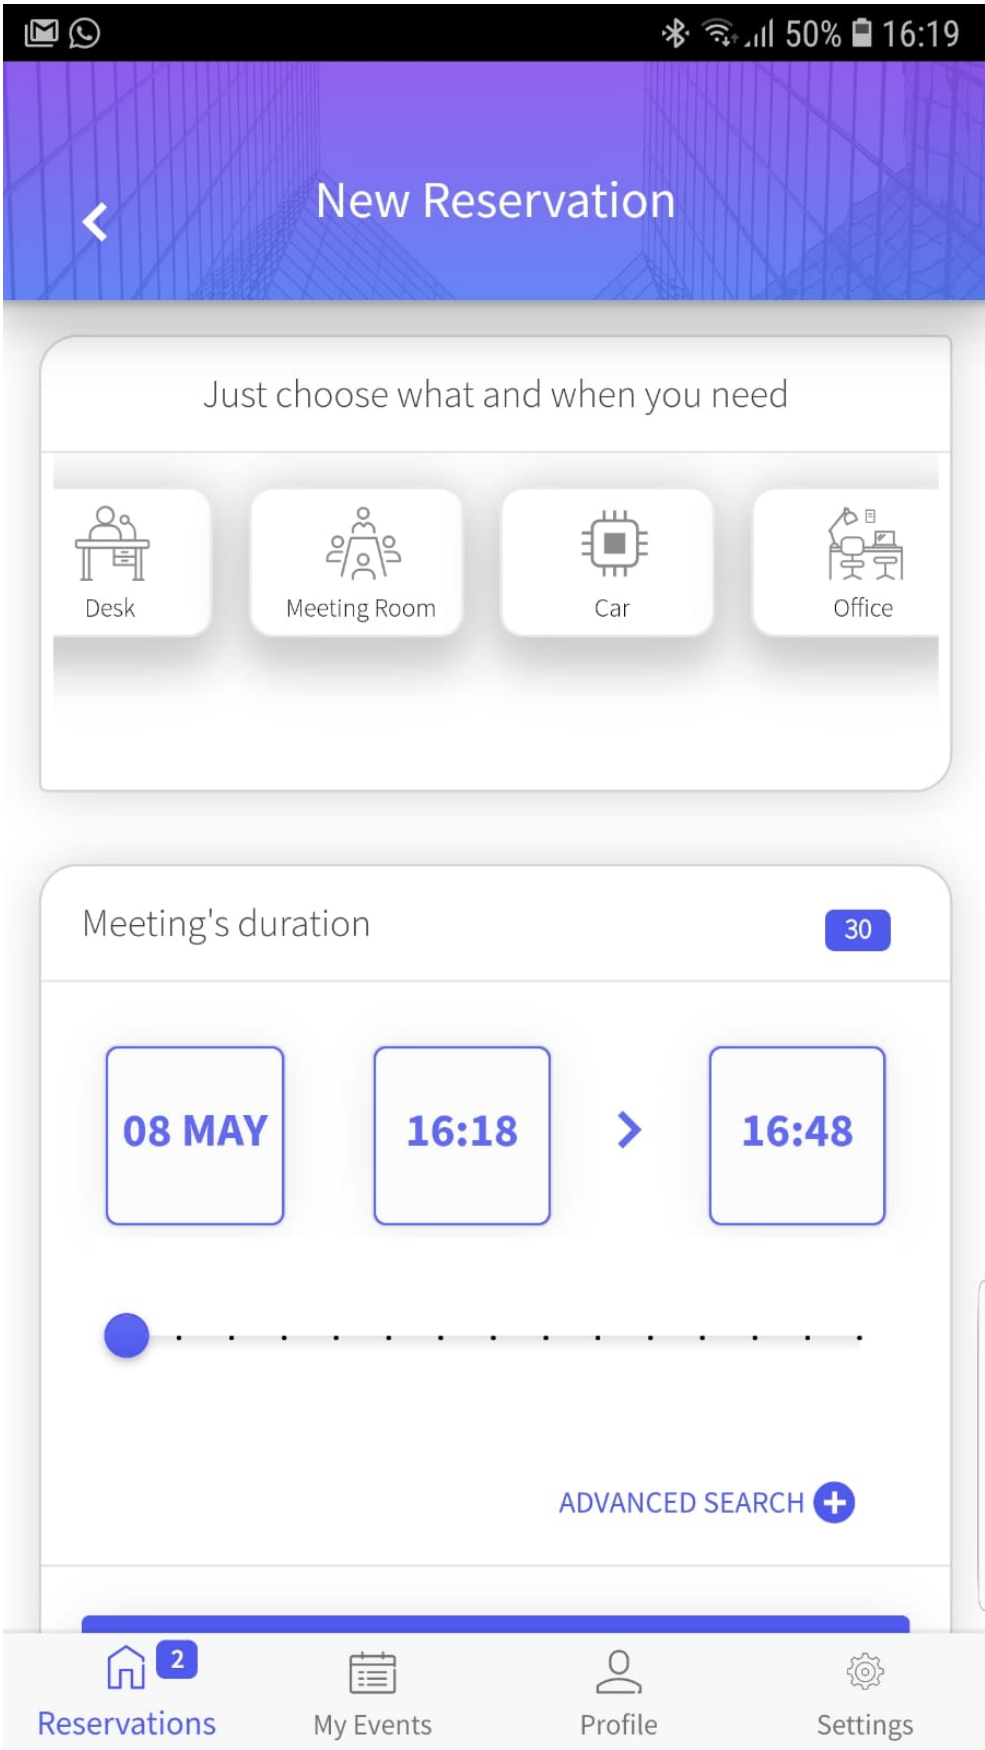 50% 16:19
New Reservation
Just choose what and when you need
Desk Meeting Room Car Office
Meeting's duration 30
08 MAY 16:18 > 16:48
ADVANCED SEARCH +
2
Reservations My Events Profile Settings